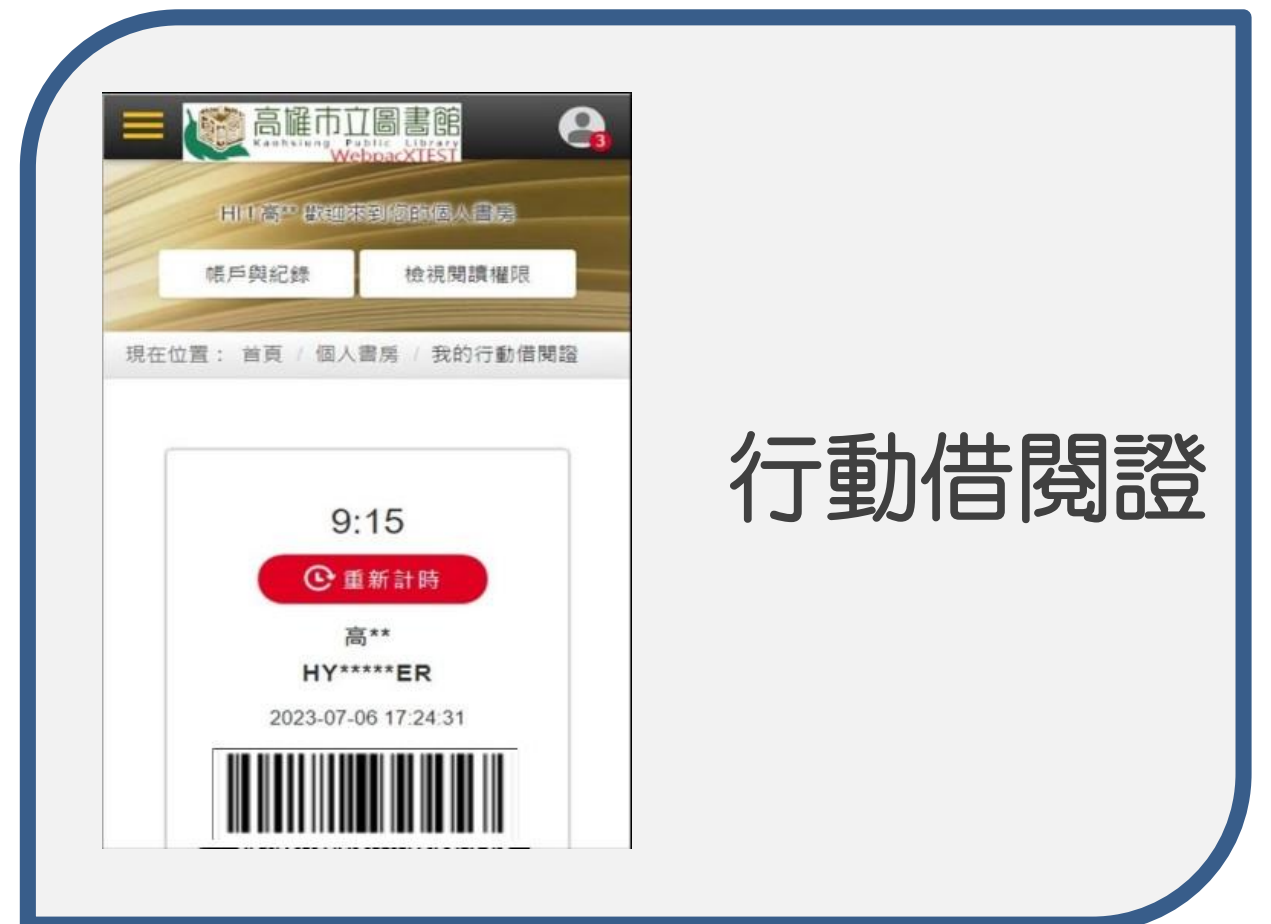 高雄市立圖書館
Kaohsiung Public Library
WebpacXTEST
3
HI ! 高** 歡迎來到您的個人書房
帳戶與紀錄 檢視閱讀權限
現在位置： 首頁 / 個人書房 / 我的行動借閱證
9:15
重新計時
高**
HY*****ER
2023-07-06 17:24:31
行動借閱證